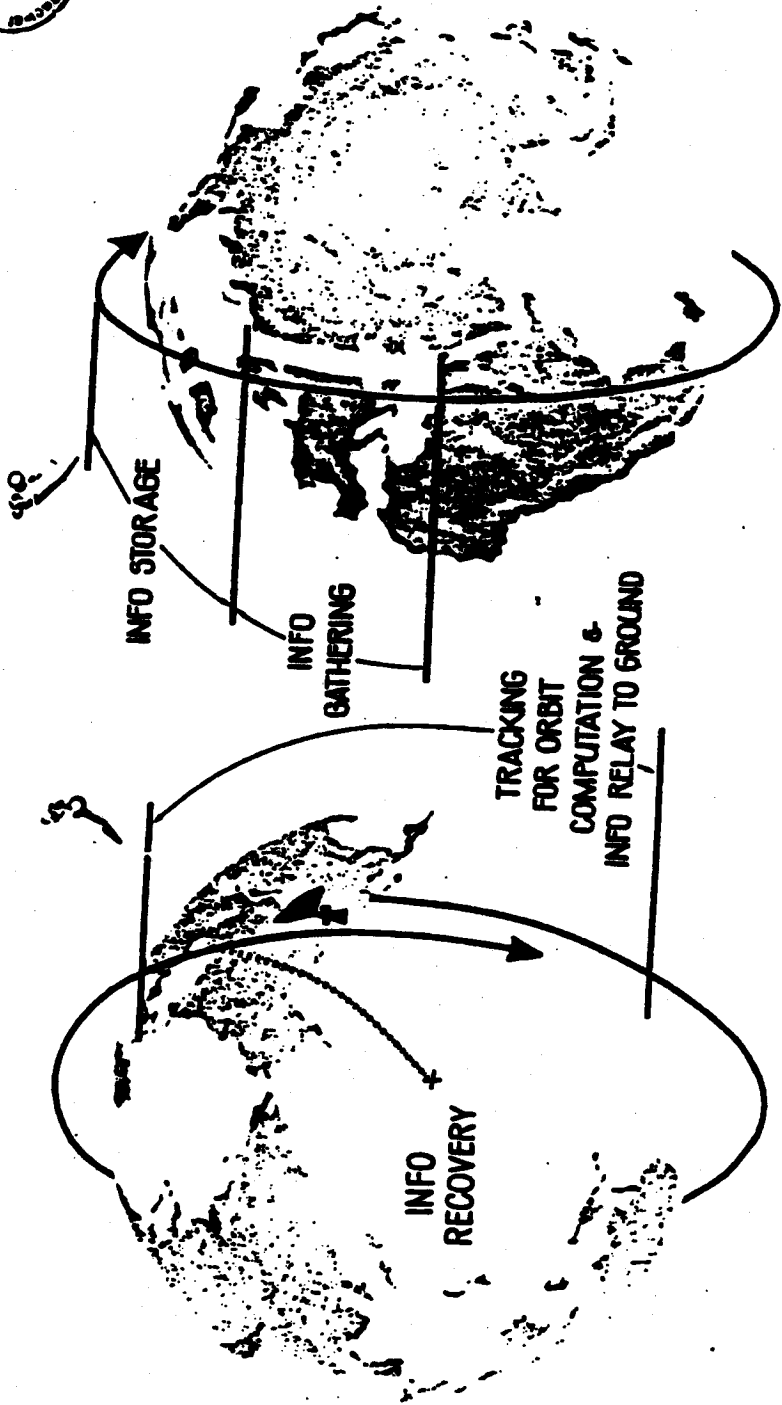 INFO STORAGE
INFO
GATHERING
TRACKING
FOR ORBIT
COMPUTATION &
INFO RELAY TO GROUND
INFO
RECOVERY